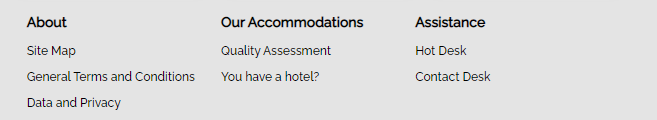 About
Site Map
General Terms and Conditions
Data and Privacy
Our Accommodations
Quality Assessment
You have a hotel?
Assistance
Hot Desk
Contact Desk